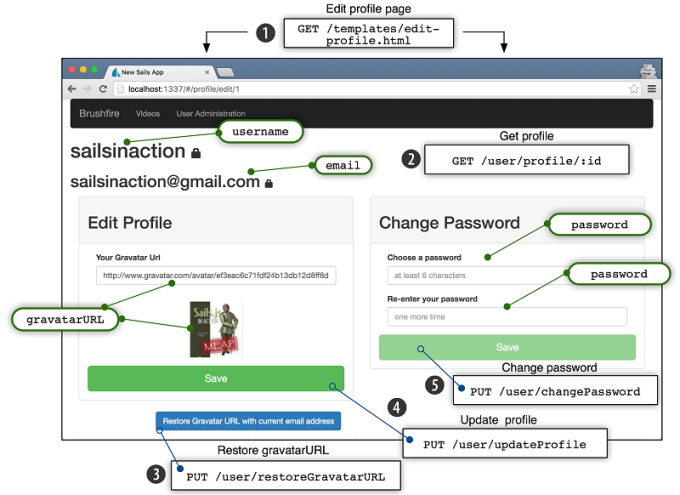 Edit profile page
1
GET /templates/edit-
profile.html
New Sails App
localhost:1337/#/profile/edit/1
Brushfire Videos User Administration
username
sailsinaction
Get profile
2
GET /user/profile/:id
email
sailsinaction@gmail.com
Edit Profile
Your Gravatar Url
http://www.gravatar.com/avatar/ef3eac6c71fdf24b13db12d8ff8d
gravatarURL
Sails.js
IN ACTION
MEAP
Save
Restore Gravatar URL with current email address
Change Password
password
Choose a password
at least 6 characters
password
Re-enter your password
one more time
Save
Change password
5
PUT /user/changePassword
4
Update profile
PUT /user/updateProfile
Restore gravatarURL
3
PUT /user/restoreGravatarURL